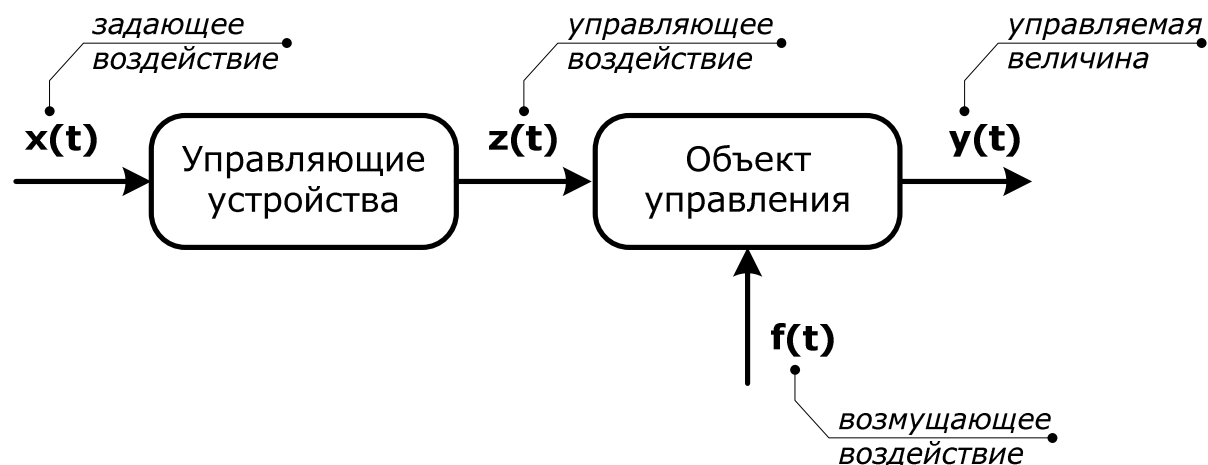 задающее
воздействие
управляющее
воздействие
управляемая
величина
x(t)
z(t)
y(t)
Управляющие
устройства
Объект
управления
f(t)
возмущающее
воздействие